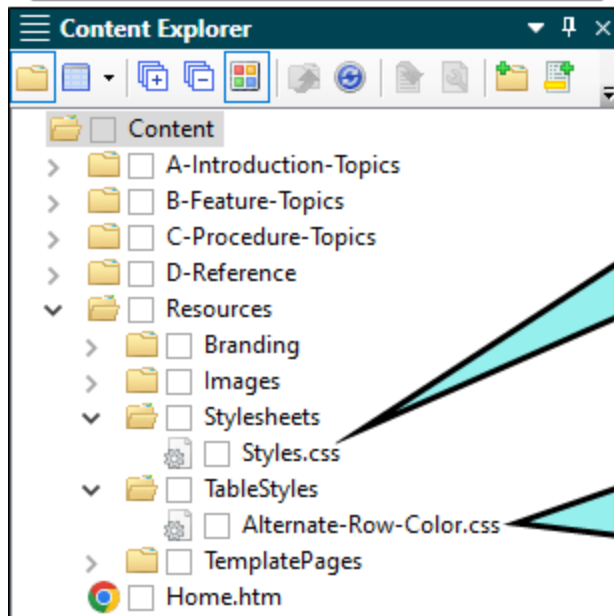 Content Explorer
Content
A-Introduction-Topics
B-Feature-Topics
C-Procedure-Topics
D-Reference
Resources
Branding
Images
Stylesheets
Styles.css
TableStyles
Alternate-Row-Color.css
TemplatePages
Home.htm